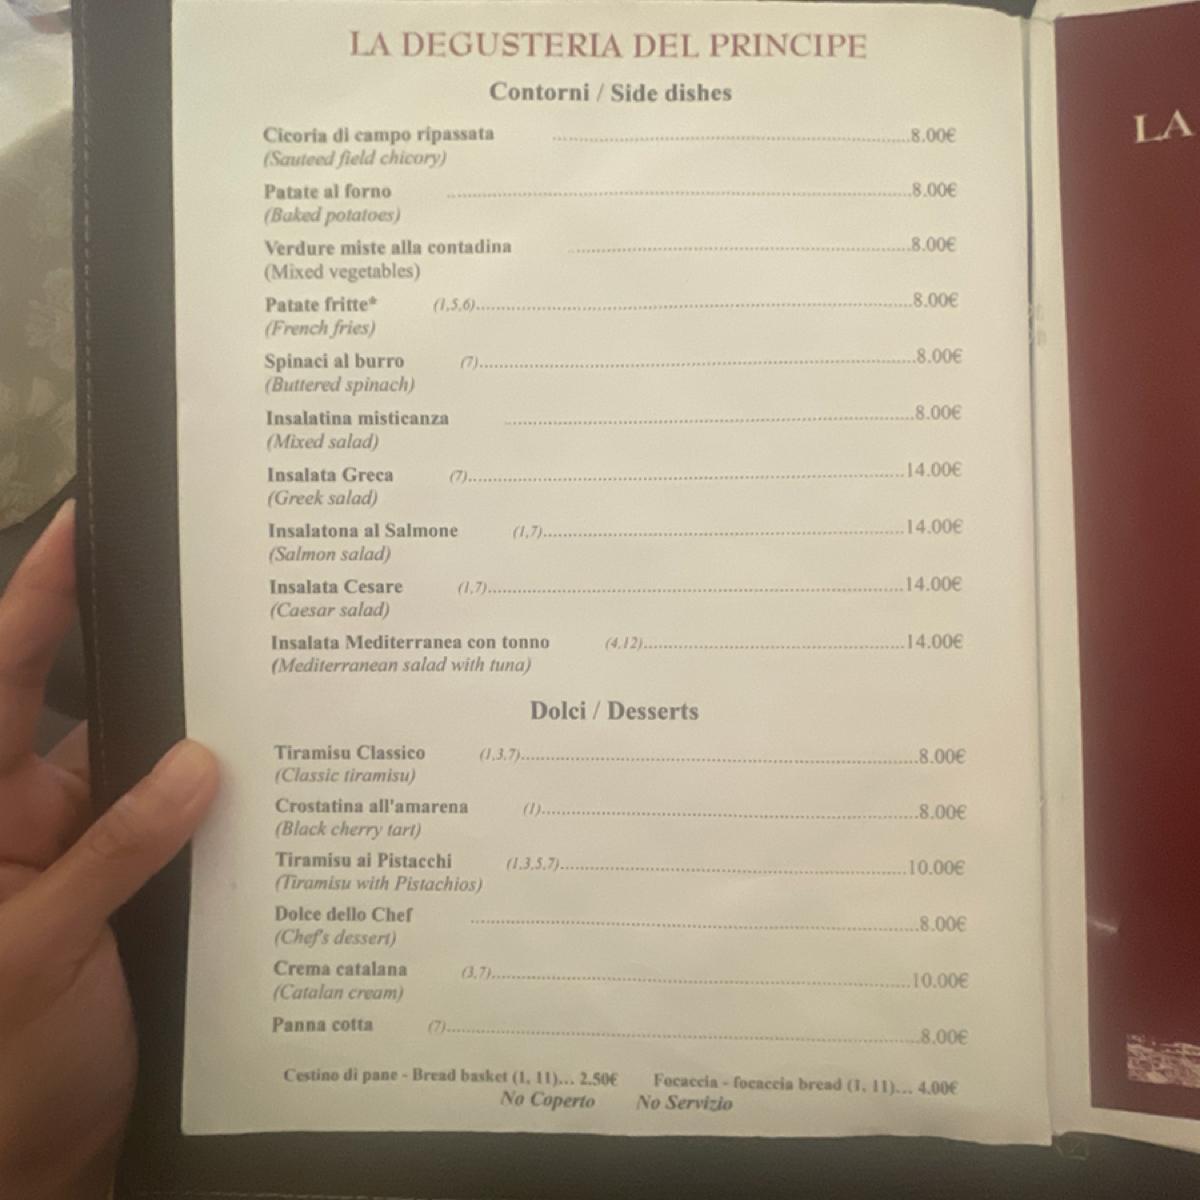 LA DEGUSTERIA DEL PRINCIPE
Contorni / Side dishes
Cicoria di campo ripassata ........................8.00€
(Sauteed field chicory)
Patate al forno ........................8.00€
(Baked potatoes)
Verdure miste alla contadina ........................8.00€
(Mixed vegetables)
Patate fritte* (1,5,6)........................8.00€
(French fries)
Spinaci al burro (7)........................8.00€
(Buttered spinach)
Insalatina misticanza ........................8.00€
(Mixed salad)
Insalata Greca (7)........................14.00€
(Greek salad)
Insalatona al Salmone (1,7)........................14.00€
(Salmon salad)
Insalata Cesare (1,7)........................14.00€
(Caesar salad)
Insalata Mediterranea con tonno (4,12)........................14.00€
(Mediterranean salad with tuna)
Dolci / Desserts
Tiramisu Classico (1,3,7)........................8.00€
(Classic tiramisu)
Crostatina all'amarena (1)........................8.00€
(Black cherry tart)
Tiramisu ai Pistacchi (1,3,5,7)........................10.00€
(Tiramisu with Pistachios)
Dolce dello Chef ........................8.00€
(Chef's dessert)
Crema catalana (3,7)........................10.00€
(Catalan cream)
Panna cotta (7)........................8.00€
Cestino di pane - Bread basket (1, 11)... 2.50€ Focaccia - focaccia bread (1, 11)... 4.00€
No Coperto No Servizio
LA